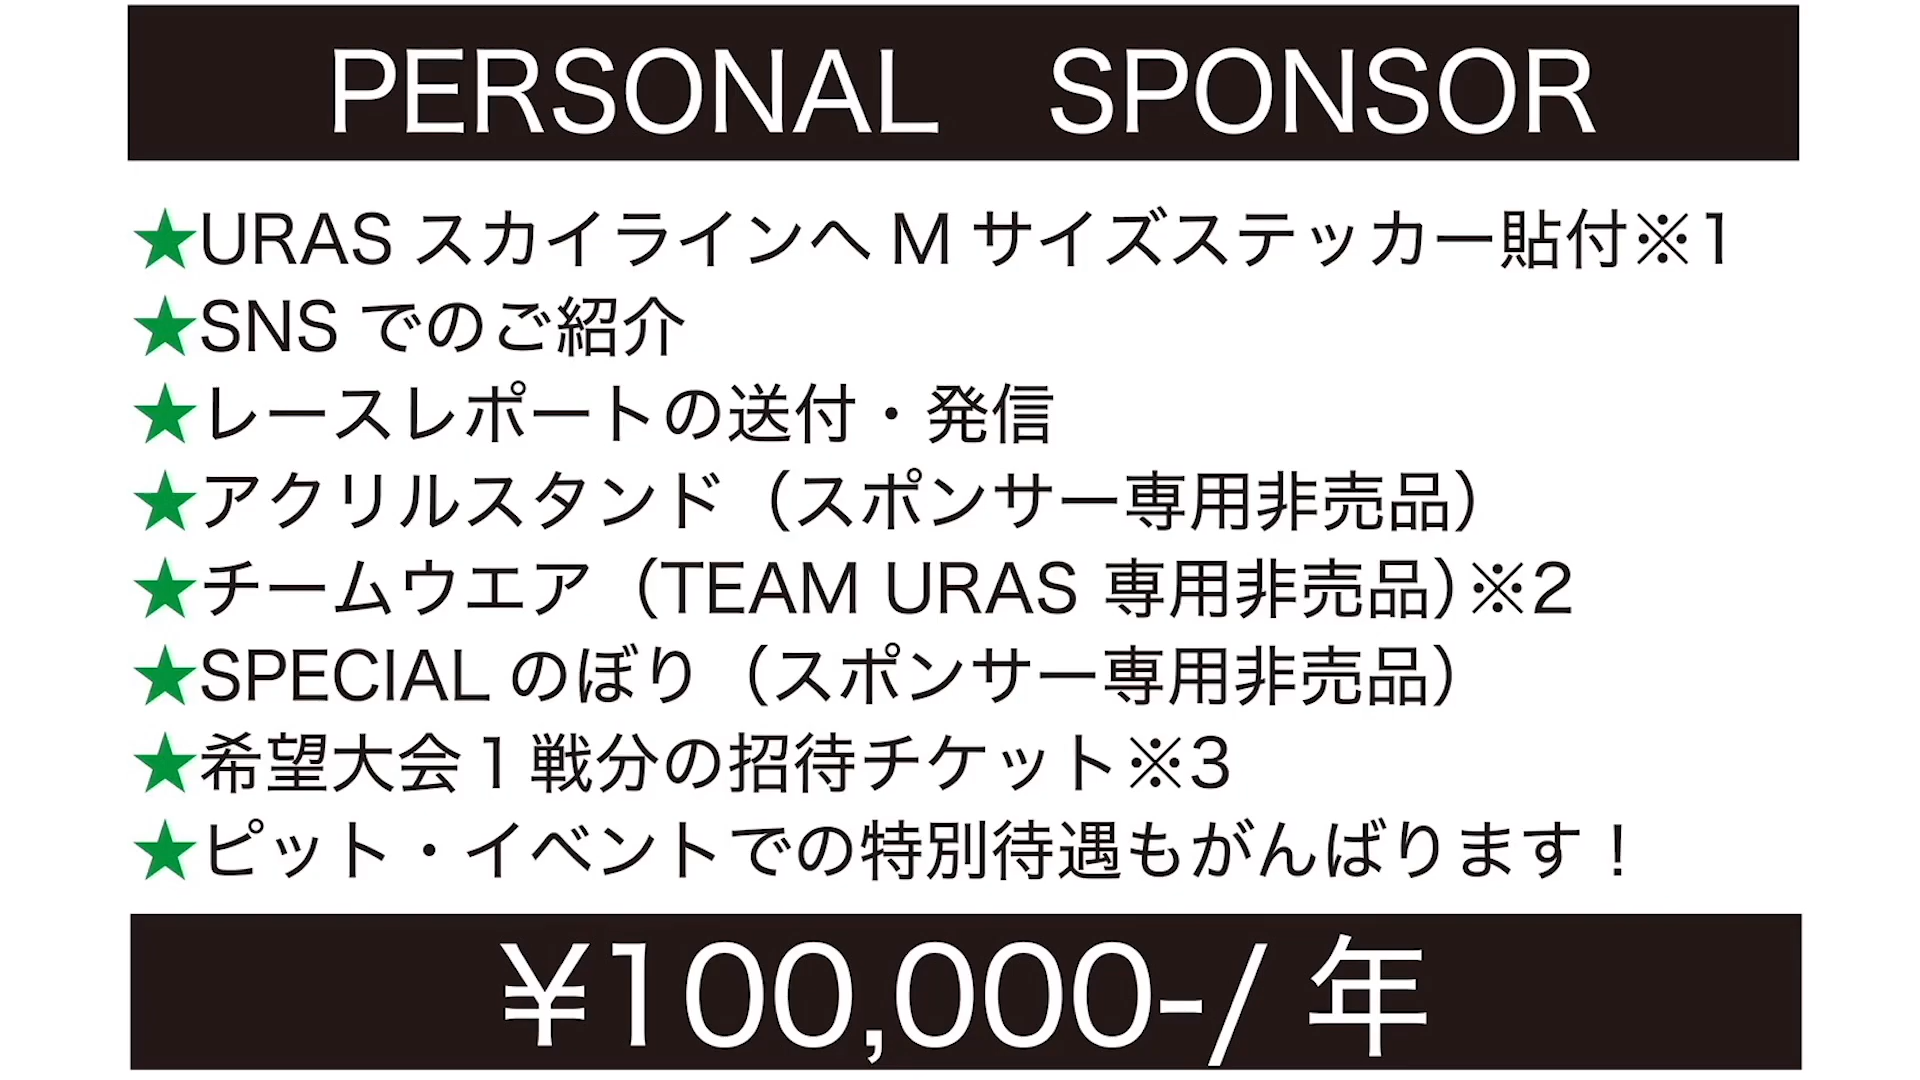 PERSONAL　SPONSOR
★URAS スカイラインへ M サイズステッカー貼付※1
★SNS でのご紹介
★レースレポートの送付・発信
★アクリルスタンド（スポンサー専用非売品）
★チームウエア（TEAM URAS 専用非売品）※2
★SPECIAL のぼり（スポンサー専用非売品）
★希望大会１戦分の招待チケット※3
★ピット・イベントでの特別待遇もがんばります！
¥100,000-/ 年